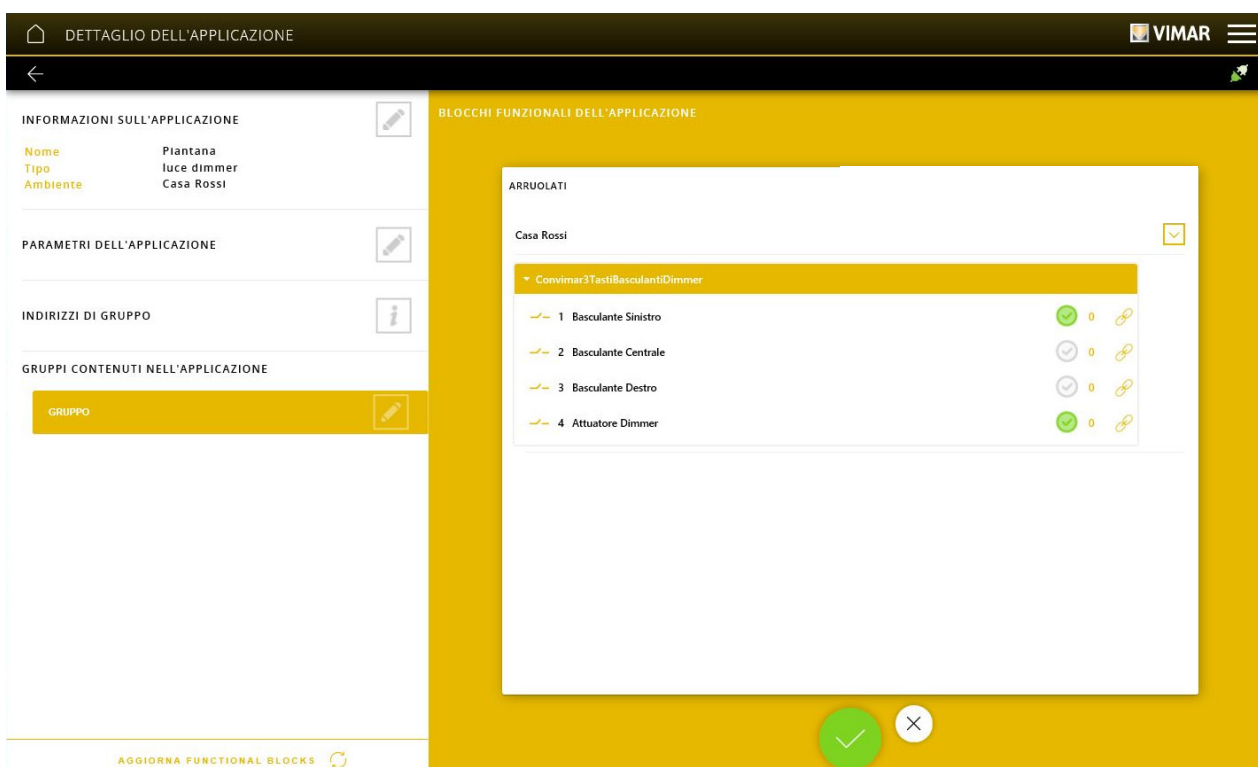 DETTAGLIO DELL'APPLICAZIONE
VIMAR
INFORMAZIONI SULL'APPLICAZIONE
Nome Piantana
Tipo luce dimmer
Ambiente Casa Rossi
PARAMETRI DELL'APPLICAZIONE
INDIRIZZI DI GRUPPO
GRUPPI CONTENUTI NELL'APPLICAZIONE
GRUPPO
AGGIORNA FUNCTIONAL BLOCKS
BLOCCHI FUNZIONALI DELL'APPLICAZIONE
ARRUOLATI
Casa Rossi
Convimar3TastiBasculantiDimmer
1 Basculante Sinistro 0
2 Basculante Centrale 0
3 Basculante Destro 0
4 Attuatore Dimmer 0